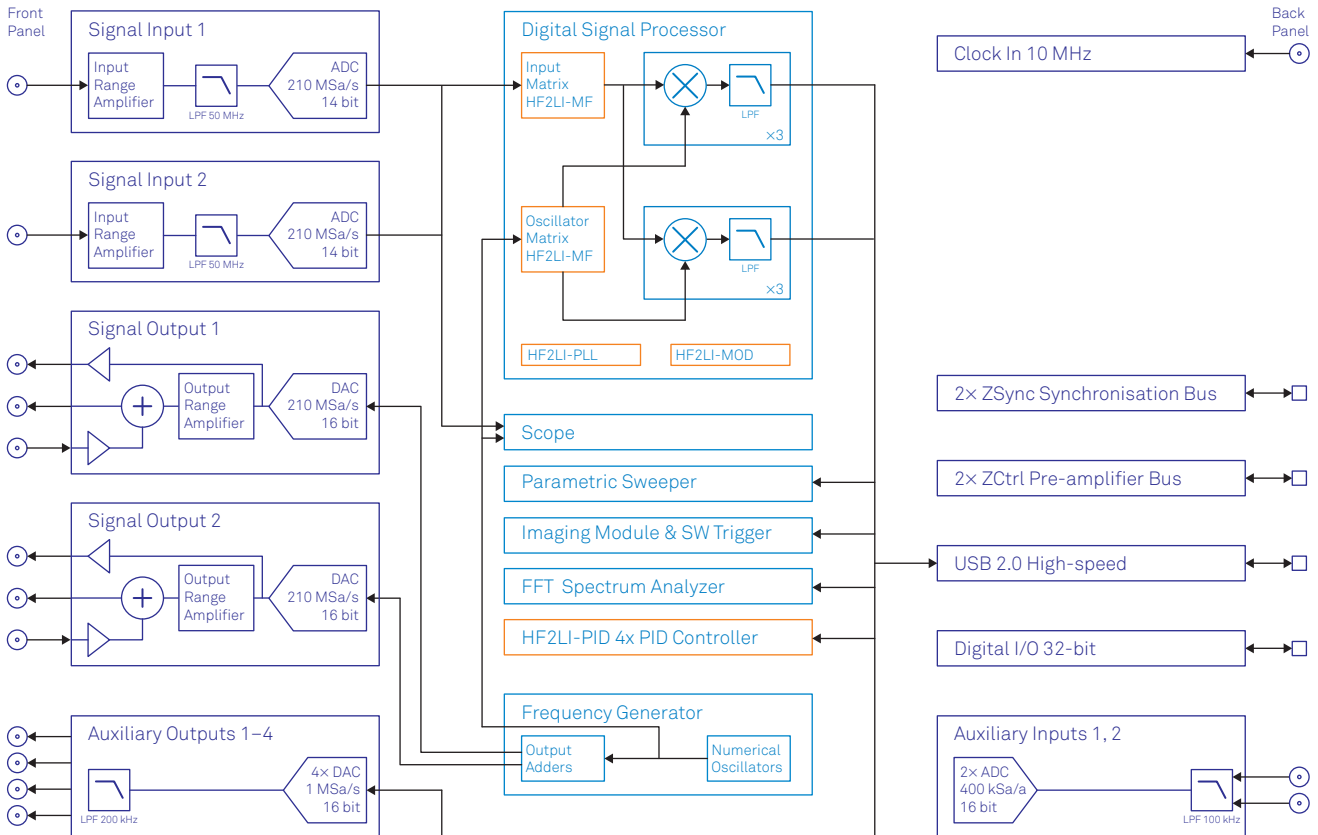 Front
Panel
Signal Input 1
Input
Range
Amplifier
LPF 50 MHz
ADC
210 MSa/s
14 bit
Signal Input 2
Input
Range
Amplifier
LPF 50 MHz
ADC
210 MSa/s
14 bit
Signal Output 1
Output
Range
Amplifier
DAC
210 MSa/s
16 bit
Signal Output 2
Output
Range
Amplifier
DAC
210 MSa/s
16 bit
Auxiliary Outputs 1–4
LPF 200 kHz
4× DAC
1 MSa/s
16 bit
Digital Signal Processor
Input
Matrix
HF2LI-MF
LPF
×3
Oscillator
Matrix
HF2LI-MF
LPF
×3
HF2LI-PLL
HF2LI-MOD
Scope
Parametric Sweeper
Imaging Module & SW Trigger
FFT Spectrum Analyzer
HF2LI-PID 4x PID Controller
Frequency Generator
Output
Adders
Numerical
Oscillators
Back
Panel
Clock In 10 MHz
2× ZSync Synchronisation Bus
2× ZCtrl Pre-amplifier Bus
USB 2.0 High-speed
Digital I/O 32-bit
Auxiliary Inputs 1, 2
2× ADC
400 kSa/a
16 bit
LPF 100 kHz